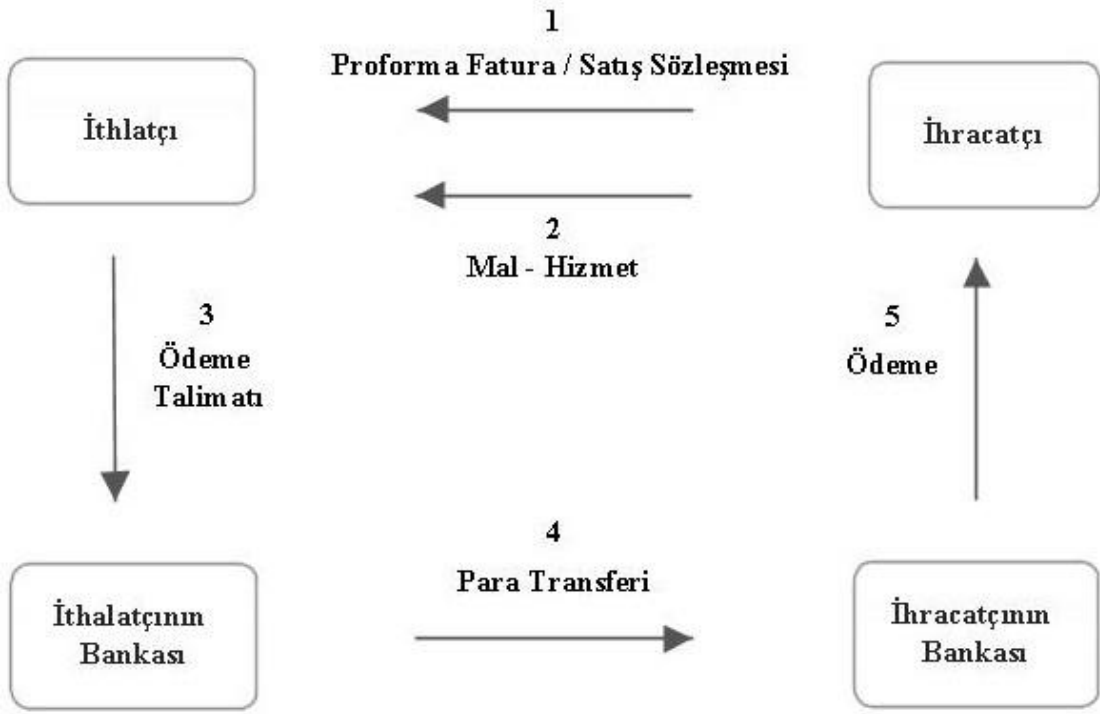 1
Proforma Fatura / Satış Sözleşmesi
İthlatçı
İhracatçı
2
Mal - Hizmet
3
Ödeme
Talimatı
5
Ödeme
4
Para Transferi
İthalatçının
Bankası
İhracatçının
Bankası